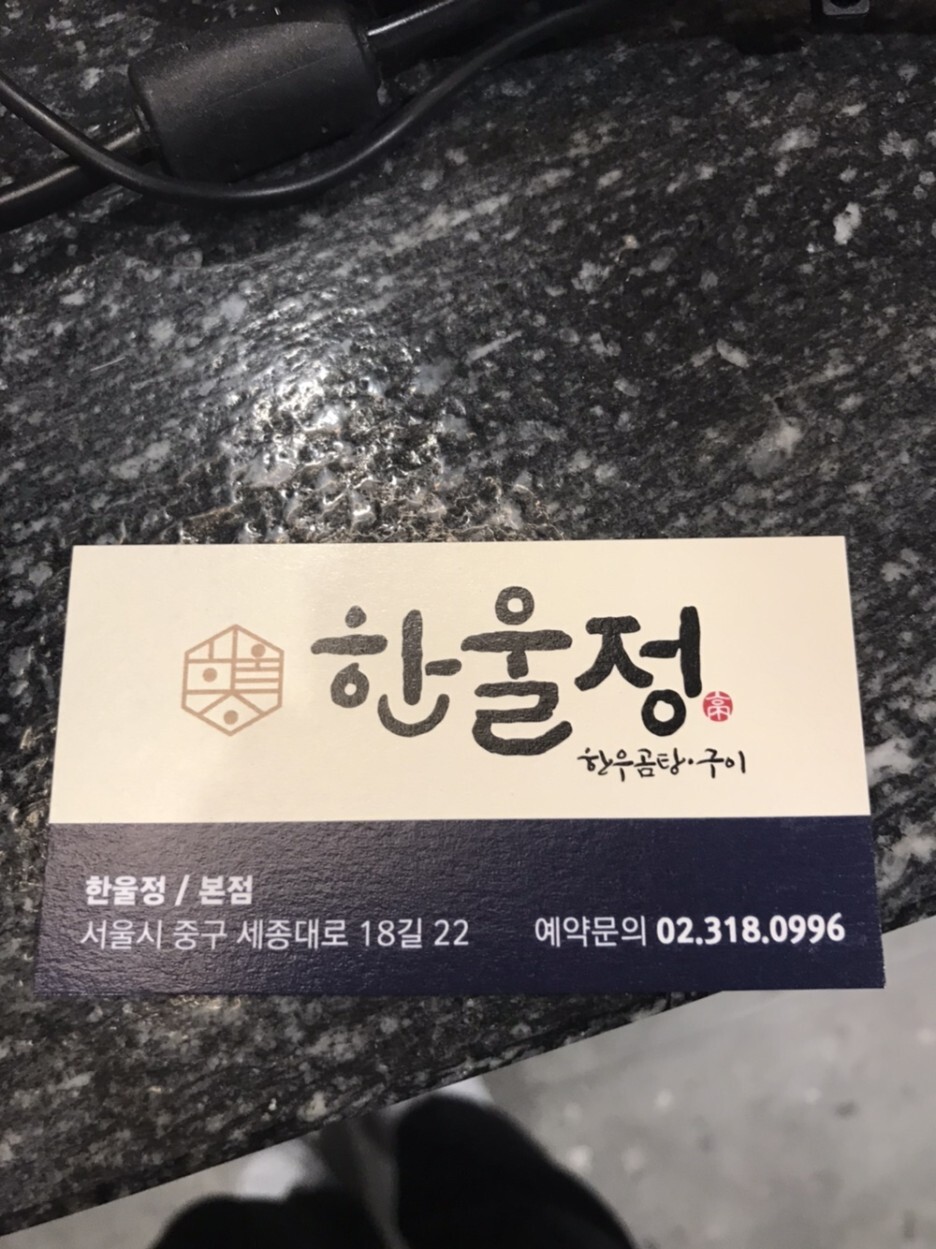 한울정
한우곰탕·구이
한울정 / 본점
서울시 중구 세종대로 18길 22
예약문의 02.318.0996